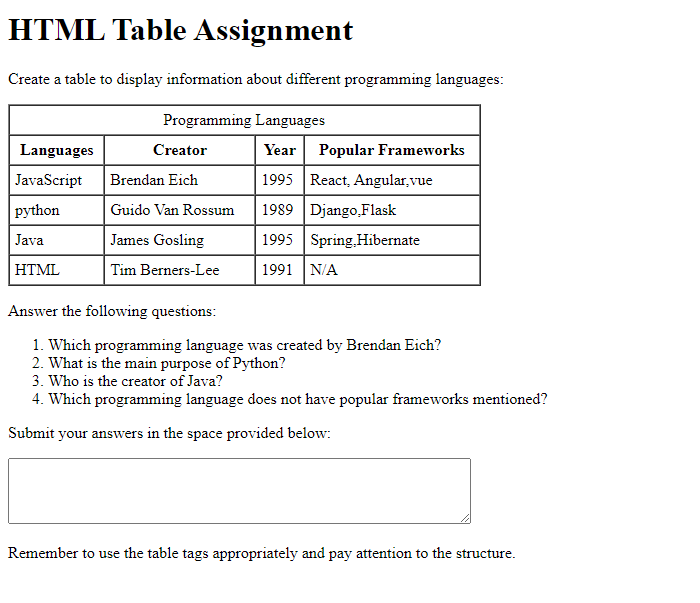 HTML Table Assignment
Create a table to display information about different programming languages:
Programming Languages
Languages Creator Year Popular Frameworks
JavaScript Brendan Eich 1995 React, Angular,vue
python Guido Van Rossum 1989 Django,Flask
Java James Gosling 1995 Spring,Hibernate
HTML Tim Berners-Lee 1991 N/A
Answer the following questions:
1. Which programming language was created by Brendan Eich?
2. What is the main purpose of Python?
3. Who is the creator of Java?
4. Which programming language does not have popular frameworks mentioned?
Submit your answers in the space provided below:
Remember to use the table tags appropriately and pay attention to the structure.